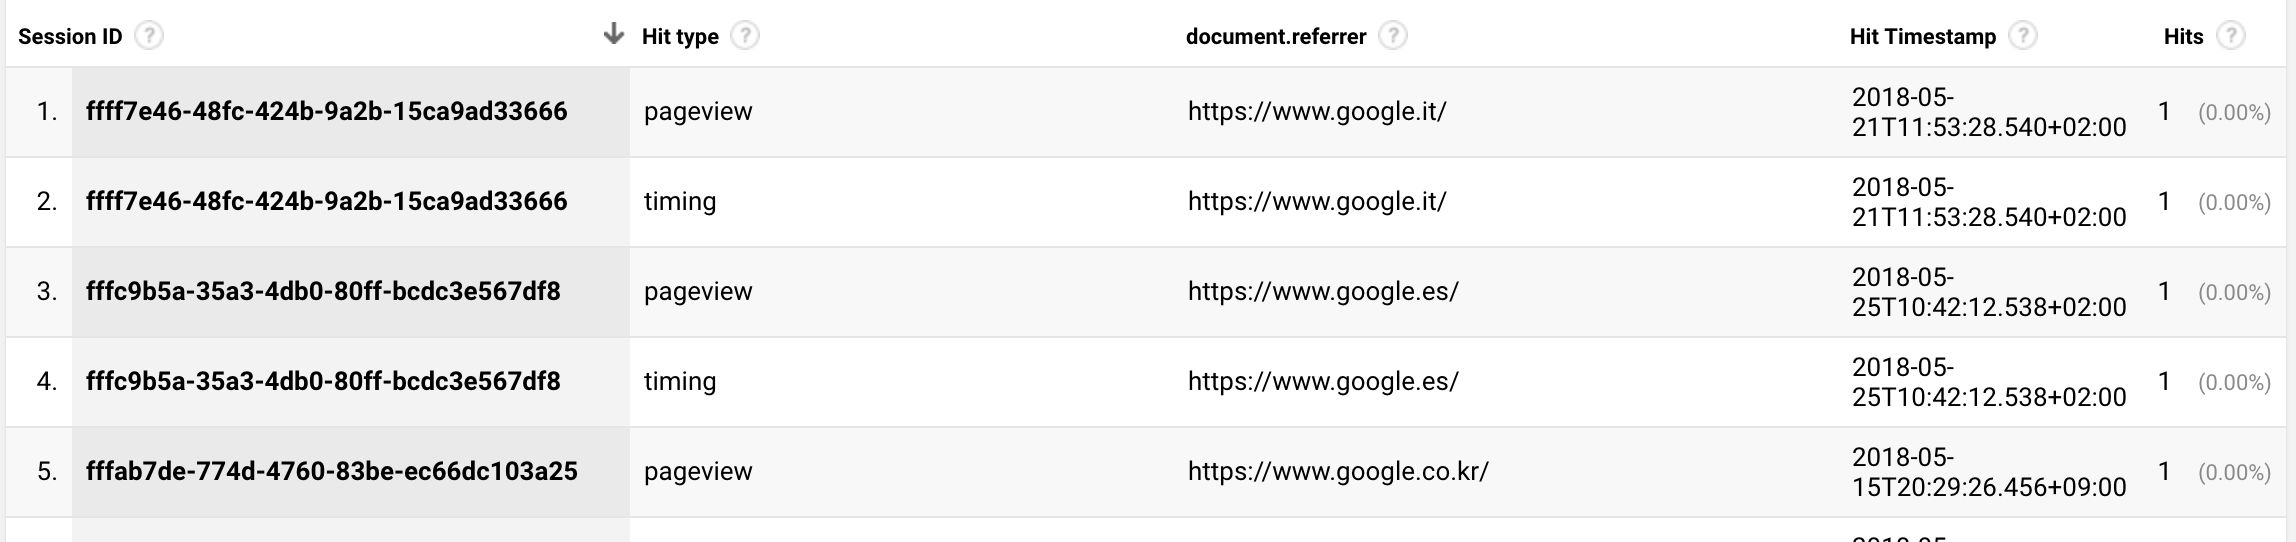 Session ID ? Hit type ? document.referrer ? Hit Timestamp ? Hits ?
1. ffff7e46-48fc-424b-9a2b-15ca9ad33666 pageview https://www.google.it/ 2018-05-
21T11:53:28.540+02:00 1 (0.00%)
2. ffff7e46-48fc-424b-9a2b-15ca9ad33666 timing https://www.google.it/ 2018-05-
21T11:53:28.540+02:00 1 (0.00%)
3. fffc9b5a-35a3-4db0-80ff-bcdc3e567df8 pageview https://www.google.es/ 2018-05-
25T10:42:12.538+02:00 1 (0.00%)
4. fffc9b5a-35a3-4db0-80ff-bcdc3e567df8 timing https://www.google.es/ 2018-05-
25T10:42:12.538+02:00 1 (0.00%)
5. fffab7de-774d-4760-83be-ec66dc103a25 pageview https://www.google.co.kr/ 2018-05-
15T20:29:26.456+09:00 1 (0.00%)